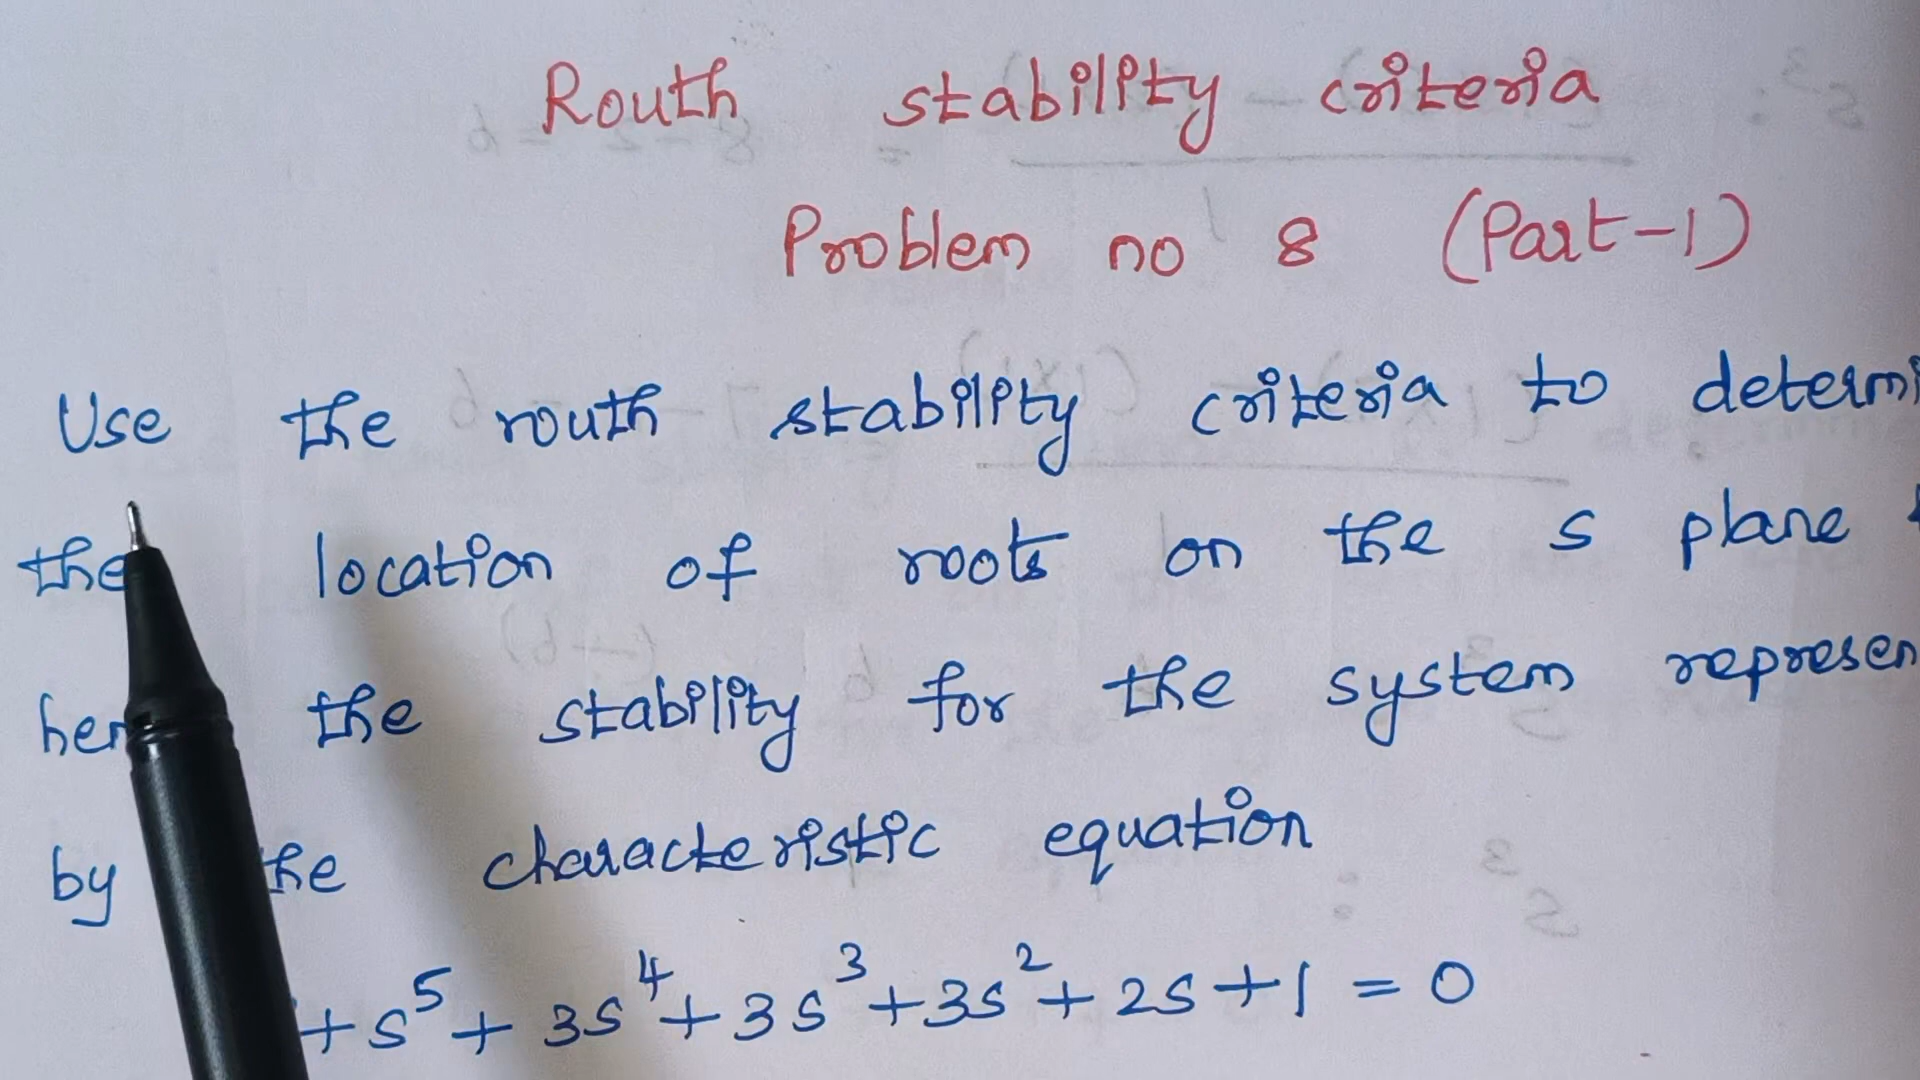 Routh stability criteria
Problem no 8 (Part-1)
Use the routh stability criteria to determi
the location of roots on the s plane
hen the stability for the system represen
by the characteristic equation
+ s⁵ + 3s⁴ + 3s³ + 3s² + 2s + 1 = 0